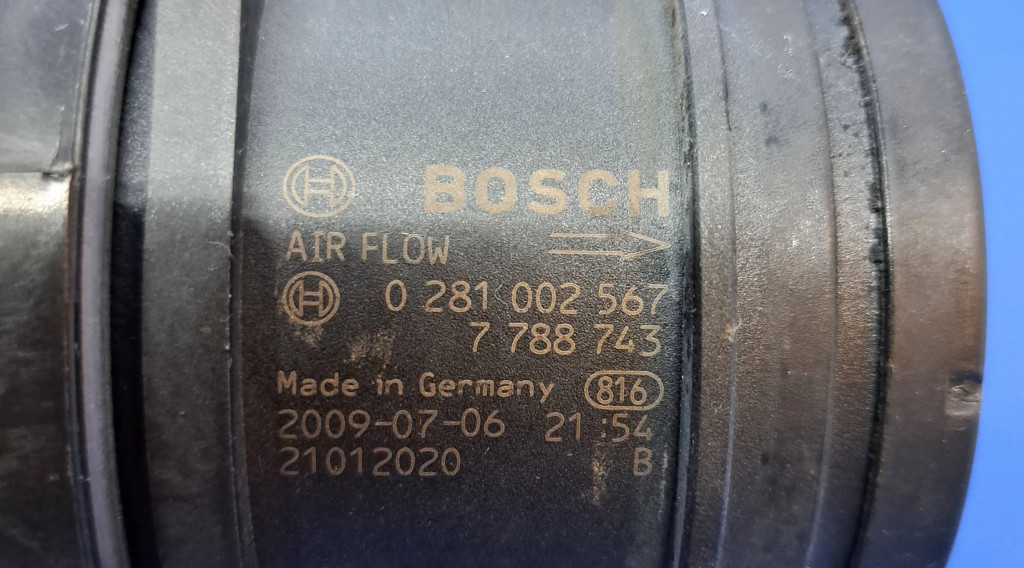 BOSCH
AIR FLOW
0 281 002 567
7 788 743
Made in Germany 816
2009-07-06 21:54
21012020 B